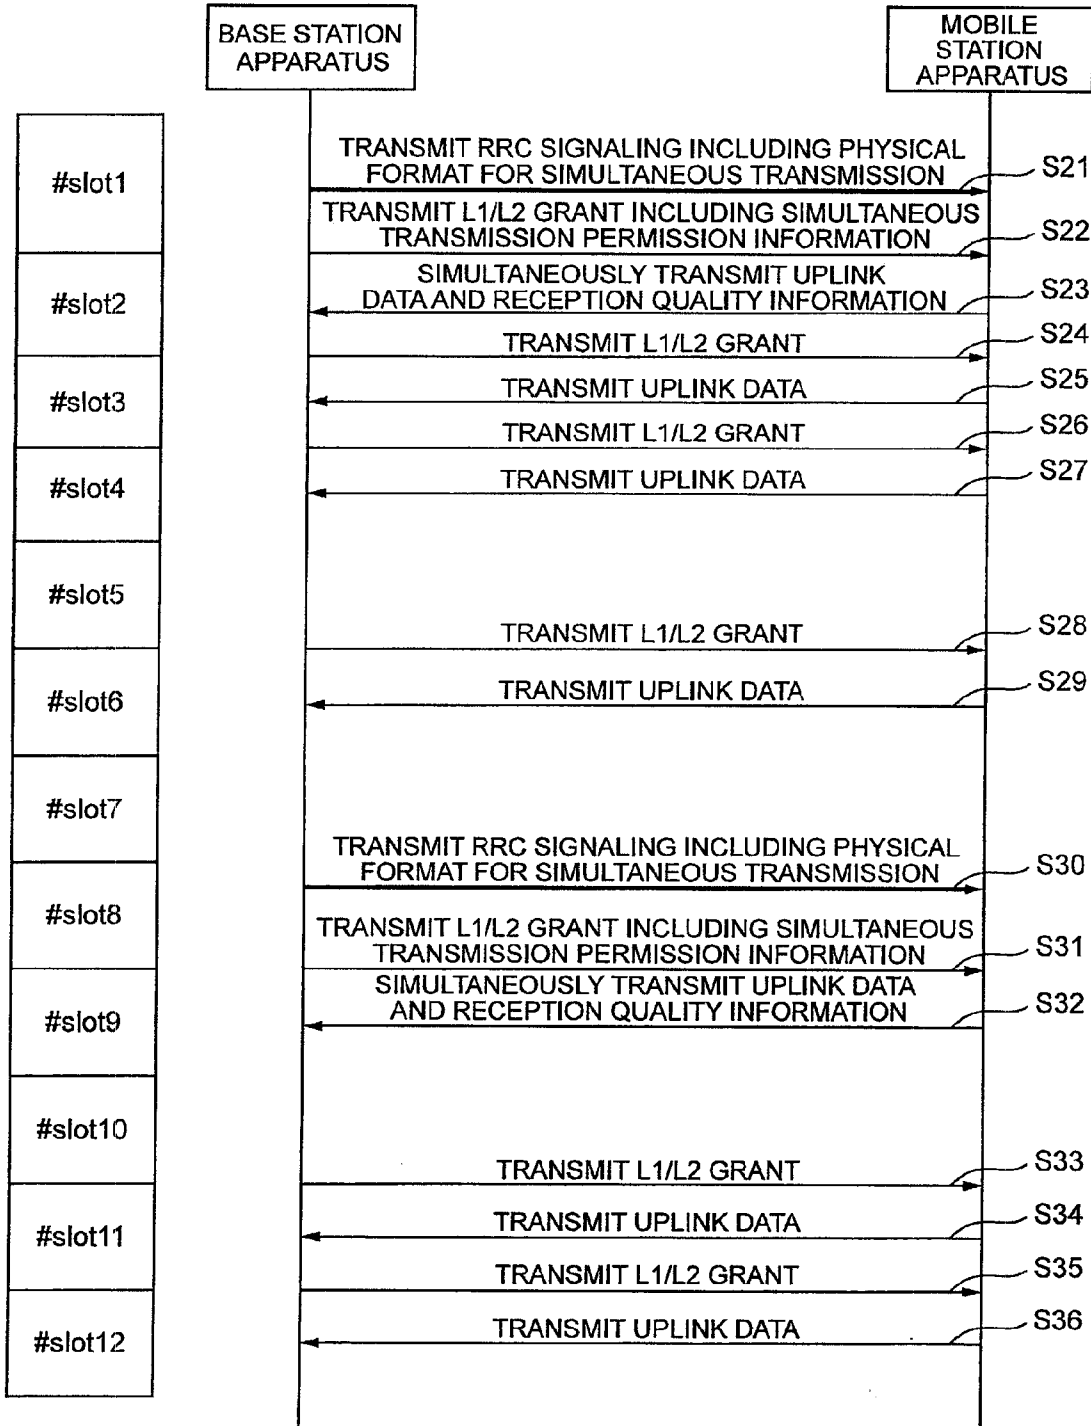 BASE STATION
APPARATUS
MOBILE
STATION
APPARATUS
#slot1
TRANSMIT RRC SIGNALING INCLUDING PHYSICAL
FORMAT FOR SIMULTANEOUS TRANSMISSION
S21
TRANSMIT L1/L2 GRANT INCLUDING SIMULTANEOUS
TRANSMISSION PERMISSION INFORMATION
S22
#slot2
SIMULTANEOUSLY TRANSMIT UPLINK
DATA AND RECEPTION QUALITY INFORMATION
S23
TRANSMIT L1/L2 GRANT
S24
#slot3
TRANSMIT UPLINK DATA
S25
TRANSMIT L1/L2 GRANT
S26
#slot4
TRANSMIT UPLINK DATA
S27
#slot5
TRANSMIT L1/L2 GRANT
S28
#slot6
TRANSMIT UPLINK DATA
S29
#slot7
TRANSMIT RRC SIGNALING INCLUDING PHYSICAL
FORMAT FOR SIMULTANEOUS TRANSMISSION
S30
#slot8
TRANSMIT L1/L2 GRANT INCLUDING SIMULTANEOUS
TRANSMISSION PERMISSION INFORMATION
S31
#slot9
SIMULTANEOUSLY TRANSMIT UPLINK DATA
AND RECEPTION QUALITY INFORMATION
S32
#slot10
TRANSMIT L1/L2 GRANT
S33
#slot11
TRANSMIT UPLINK DATA
S34
TRANSMIT L1/L2 GRANT
S35
#slot12
TRANSMIT UPLINK DATA
S36